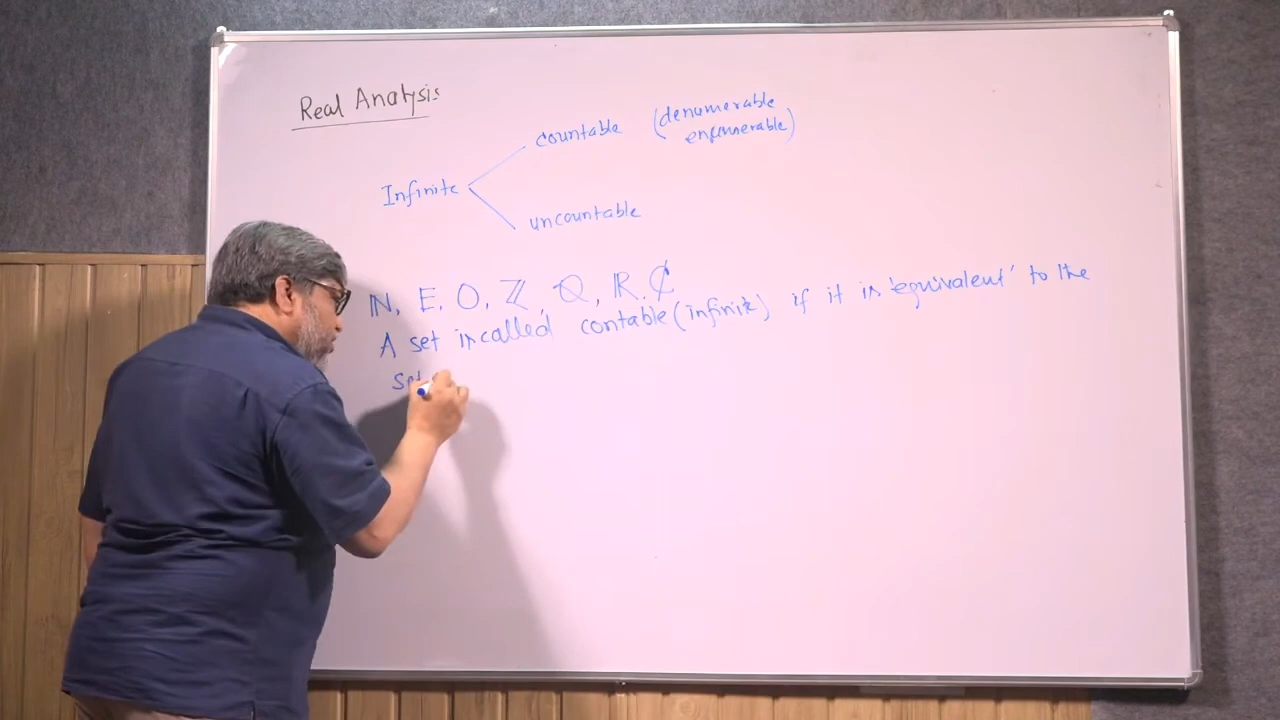 Real Analysis
countable (denumerable
enumerable)
Infinite
uncountable
ℕ, E, O, ℤ, ℚ, ℝ, ₵
A set is called contable (infinite) if it is 'equivalent' to the
set